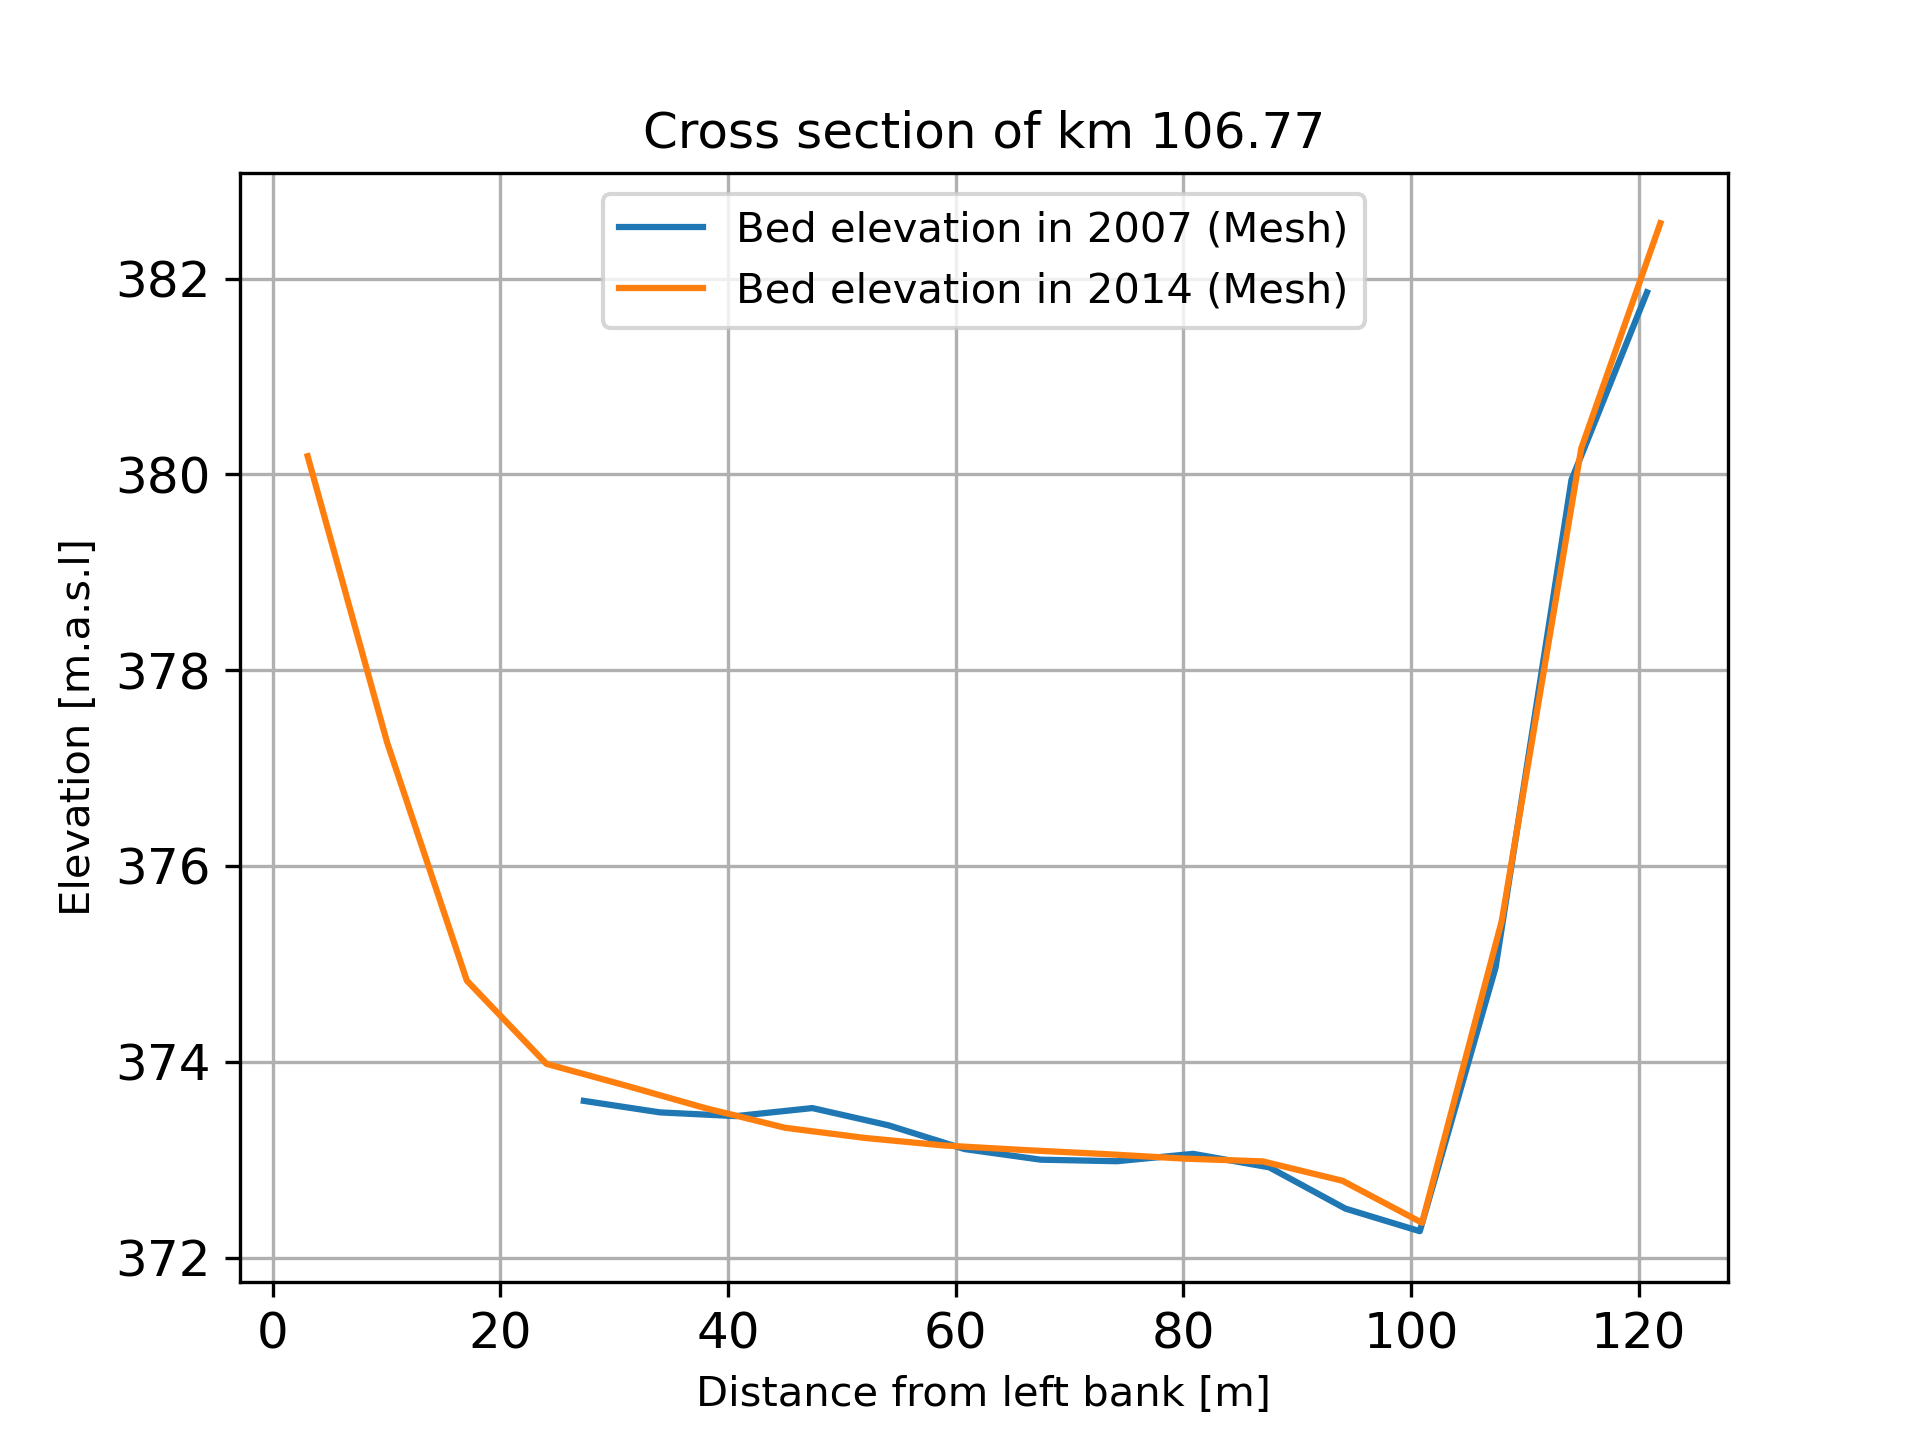 Cross section of km 106.77
Bed elevation in 2007 (Mesh)
Bed elevation in 2014 (Mesh)
Elevation [m.a.s.l]
382
380
378
376
374
372
0 20 40 60 80 100 120
Distance from left bank [m]